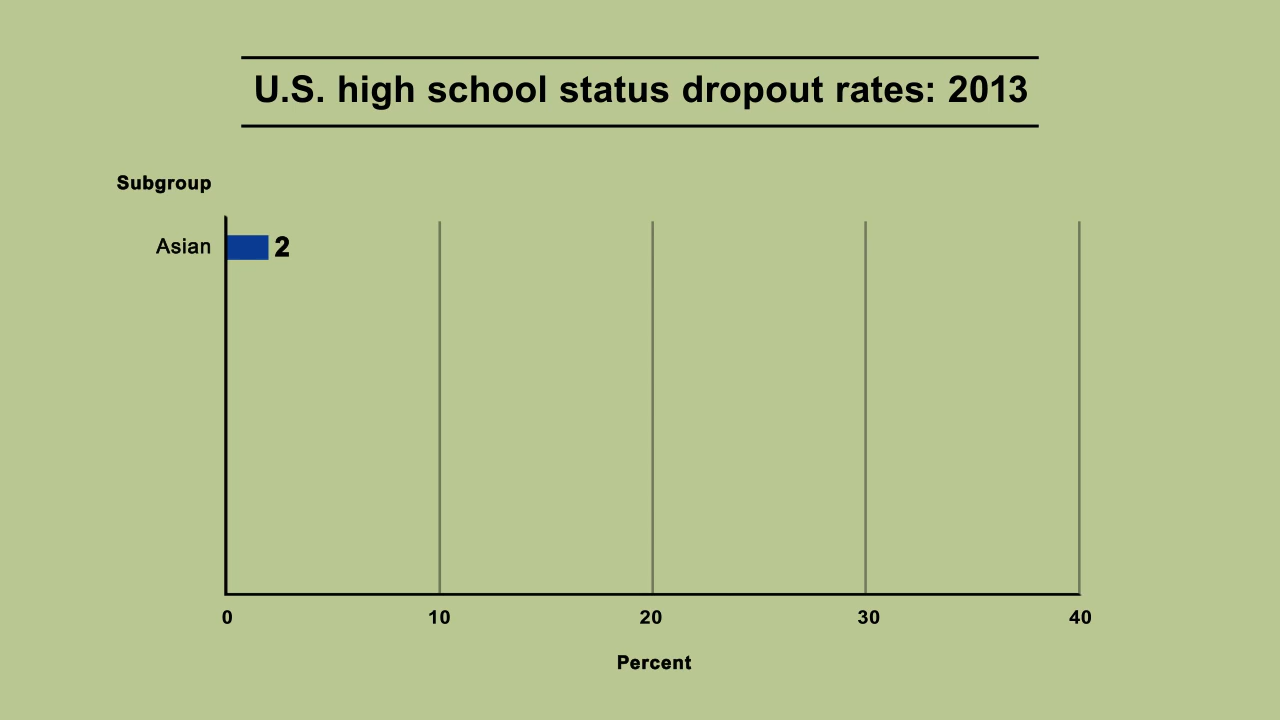 U.S. high school status dropout rates: 2013
Subgroup
Asian 2
0 10 20 30 40
Percent